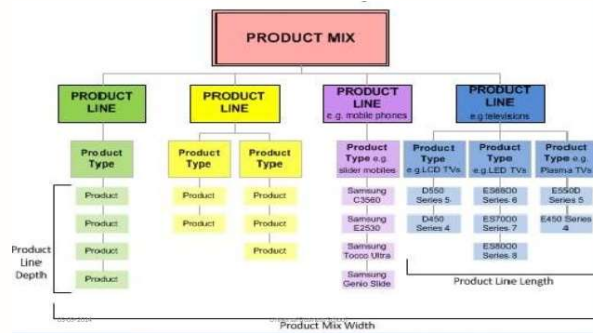 PRODUCT MIX
PRODUCT
LINE
PRODUCT
LINE
PRODUCT
LINE
e.g. mobile phones
PRODUCT
LINE
e.g televisions
Product
Type
Product
Type
Product
Type
Product
Type e.g.
slider mobiles
Product
Type
e.g.LCD TVs
Product
Type
e.g.LED TVs
Product
Type e.g.
Plasma TVs
Product
Product
Product
Samsung
C3560
D550
Series 5
ES6800
Series 6
E550D
Series 5
Product
Product
Product
Samsung
E2530
D450
Series 4
ES7000
Series 7
E450 Series
4
Product
Product
Samsung
Tocco Ultra
ES8000
Series 8
Product
Samsung
Genio Slide
Product
Line
Depth
Product Line Length
Product Mix Width